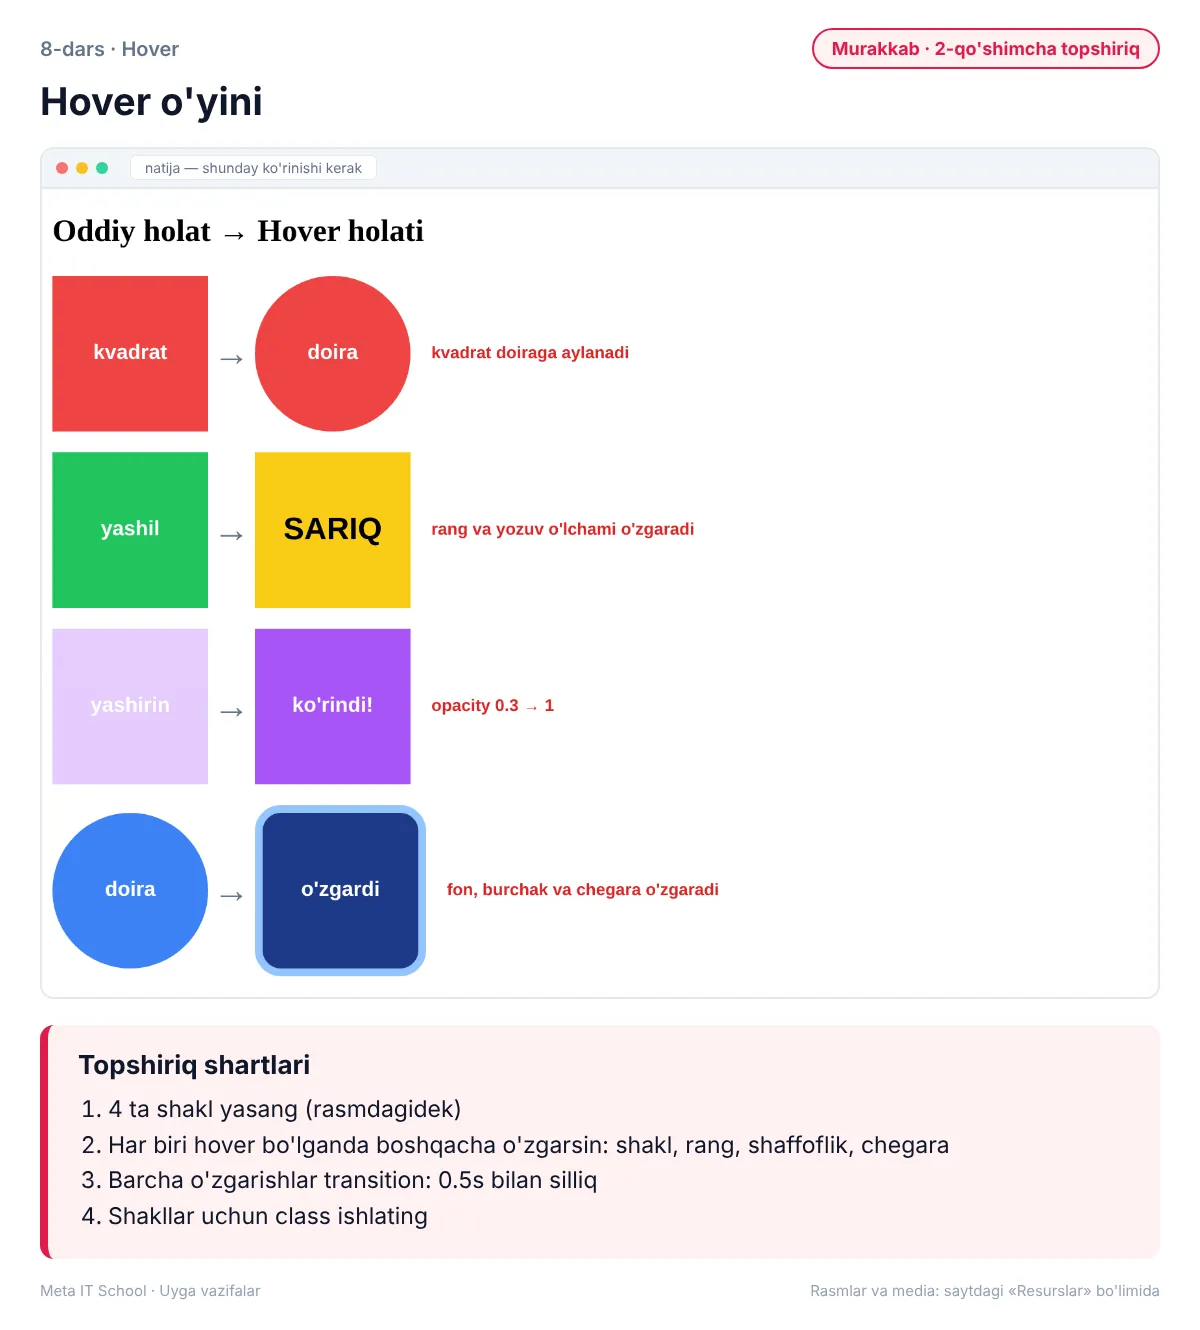 8-dars · Hover
Murakkab · 2-qo'shimcha topshiriq
Hover o'yini
natija — shunday ko'rinishi kerak
Oddiy holat → Hover holati
kvadrat → doira kvadrat doiraga aylanadi
yashil → SARIQ rang va yozuv o'lchami o'zgaradi
yashirin → ko'rindi! opacity 0.3 → 1
doira → o'zgardi fon, burchak va chegara o'zgaradi
Topshiriq shartlari
1. 4 ta shakl yasang (rasmdagidek)
2. Har biri hover bo'lganda boshqacha o'zgarsin: shakl, rang, shaffoflik, chegara
3. Barcha o'zgarishlar transition: 0.5s bilan silliq
4. Shakllar uchun class ishlating
Meta IT School · Uyga vazifalar
Rasmlar va media: saytdagi «Resurslar» bo'limida